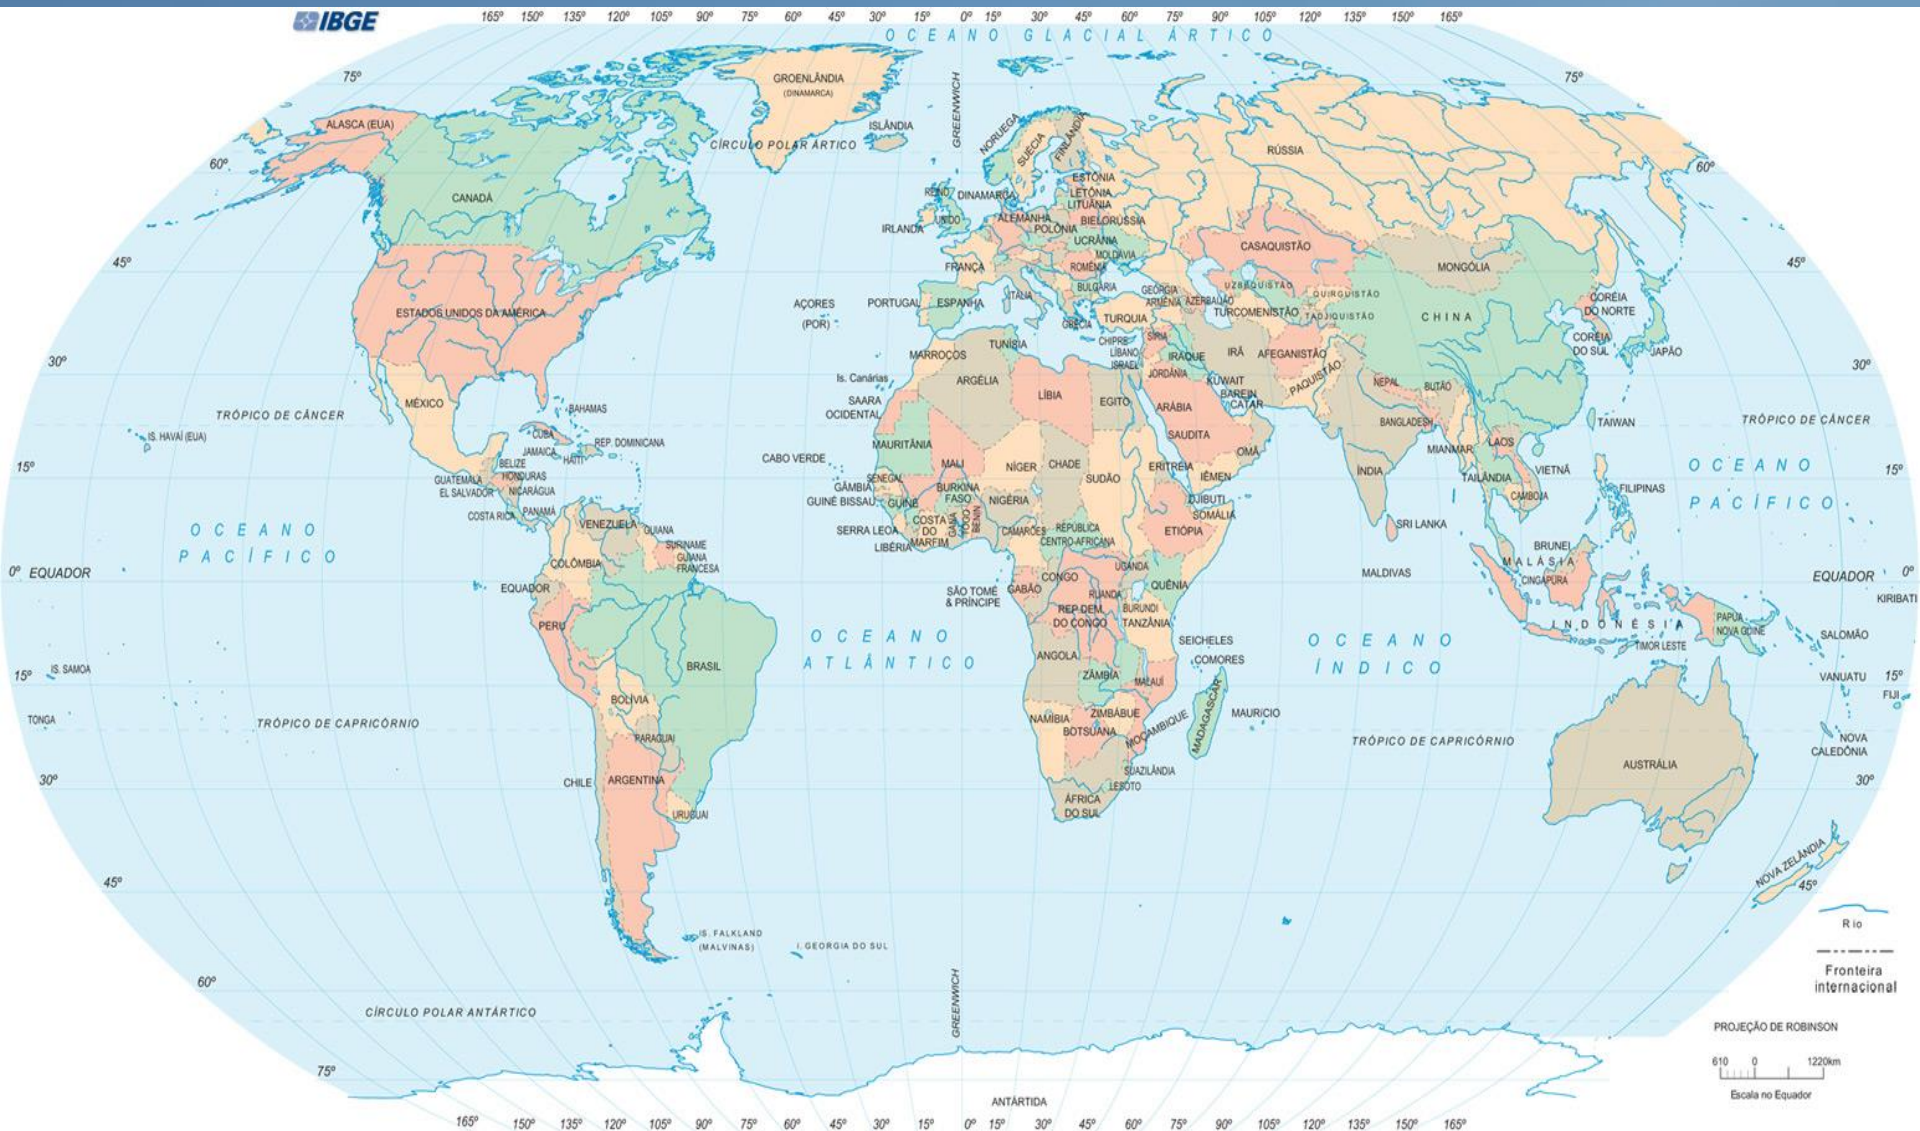 IBGE
165° 150° 135° 120° 105° 90° 75° 60° 45° 30° 15° 0° 15° 30° 45° 60° 75° 90° 105° 120° 135° 150° 165°
OCEANO GLACIAL ÁRTICO
75°
75°
GROENLÂNDIA
(DINAMARCA)
GREENWICH
ALASCA (EUA)
ISLÂNDIA
CÍRCULO POLAR ÁRTICO
NORUEGA
SUÉCIA
FINLÂNDIA
RÚSSIA
60°
60°
CANADÁ
ESTÔNIA
LETÔNIA
LITUÂNIA
REINO
UNIDO
DINAMARCA
IRLANDA
ALEMANHA
POLÔNIA
BIELORÚSSIA
UCRÂNIA
MOLDÁVIA
CASAQUISTÃO
MONGÓLIA
45°
45°
FRANÇA
ROMÊNIA
BULGÁRIA
ITÁLIA
GEÓRGIA
ARMÊNIA
AZERBAIJÃO
UZBEQUISTÃO
QUIRGUISTÃO
AÇORES
(POR)
PORTUGAL
ESPANHA
GRÉCIA
TURQUIA
TURCOMENISTÃO
TADJIQUISTÃO
CHINA
CORÉIA
DO NORTE
CORÉIA
DO SUL
JAPÃO
ESTADOS UNIDOS DA AMÉRICA
MARROCOS
TUNÍSIA
CHIPRE
LÍBANO
ISRAEL
SÍRIA
IRAQUE
JORDÂNIA
IRÃ
AFEGANISTÃO
PAQUISTÃO
30°
30°
Is. Canárias
ARGÉLIA
LÍBIA
EGITO
KUWAIT
BAREIN
CATAR
NEPAL
BUTÃO
MÉXICO
SAARA
OCIDENTAL
ARÁBIA
SAUDITA
BANGLADESH
TAIWAN
TRÓPICO DE CÂNCER
TRÓPICO DE CÂNCER
BAHAMAS
IS. HAVAÍ (EUA)
CUBA
REP. DOMINICANA
JAMAICA
HAITI
CABO VERDE
MAURITÂNIA
OMÃ
MIANMAR
LAOS
15°
15°
BELIZE
HONDURAS
GUATEMALA
EL SALVADOR
NICARÁGUA
COSTA RICA
PANAMÁ
MALI
NÍGER
CHADE
SUDÃO
ERITRÉIA
IÊMEN
ÍNDIA
TAILÂNDIA
VIETNÃ
CAMBOJA
FILIPINAS
OCEANO
PACÍFICO
SENEGAL
GÂMBIA
GUINÉ BISSAU
GUINÉ
BURKINA
FASO
NIGÉRIA
DJIBUTI
SOMÁLIA
ETIÓPIA
SRI LANKA
OCEANO
PACÍFICO
VENEZUELA
GUIANA
SURINAME
GUIANA
FRANCESA
SERRA LEOA
LIBÉRIA
COSTA
DO
MARFIM
GANA
TOGO
BENIN
CAMARÕES
REPÚBLICA
CENTRO-AFRICANA
COLÔMBIA
BRUNEI
MALÁSIA
CINGAPURA
MALDIVAS
0° EQUADOR
EQUADOR 0°
KIRIBATI
EQUADOR
SÃO TOMÉ
& PRÍNCIPE
GABÃO
CONGO
UGANDA
QUÊNIA
RUANDA
BURUNDI
REP. DEM.
DO CONGO
TANZÂNIA
PERU
OCEANO
ATLÂNTICO
SEICHELES
OCEANO
ÍNDICO
INDONÉSIA
PAPUA
NOVA GUINÉ
SALOMÃO
TIMOR LESTE
BRASIL
ANGOLA
COMORES
IS. SAMOA
ZÂMBIA
MALAUÍ
VANUATU
15°
15°
FIJI
BOLÍVIA
MADAGASCAR
MAURíCIO
TONGA
TRÓPICO DE CAPRICÓRNIO
NAMÍBIA
ZIMBÁBUE
BOTSUANA
MOÇAMBIQUE
TRÓPICO DE CAPRICÓRNIO
NOVA
CALEDÔNIA
PARAGUAI
AUSTRÁLIA
SUAZILÂNDIA
LESOTO
30°
30°
CHILE
ARGENTINA
ÁFRICA
DO SUL
URUGUAI
NOVA ZELÂNDIA
45°
45°
Rio
IS. FALKLAND
(MALVINAS)
I. GEORGIA DO SUL
Fronteira
internacional
60°
GREENWICH
CÍRCULO POLAR ANTÁRTICO
PROJEÇÃO DE ROBINSON
610 0 1220km
Escala no Equador
75°
ANTÁRTIDA
165° 150° 135° 120° 105° 90° 75° 60° 45° 30° 15° 0° 15° 30° 45° 60° 75° 90° 105° 120° 135° 150° 165°